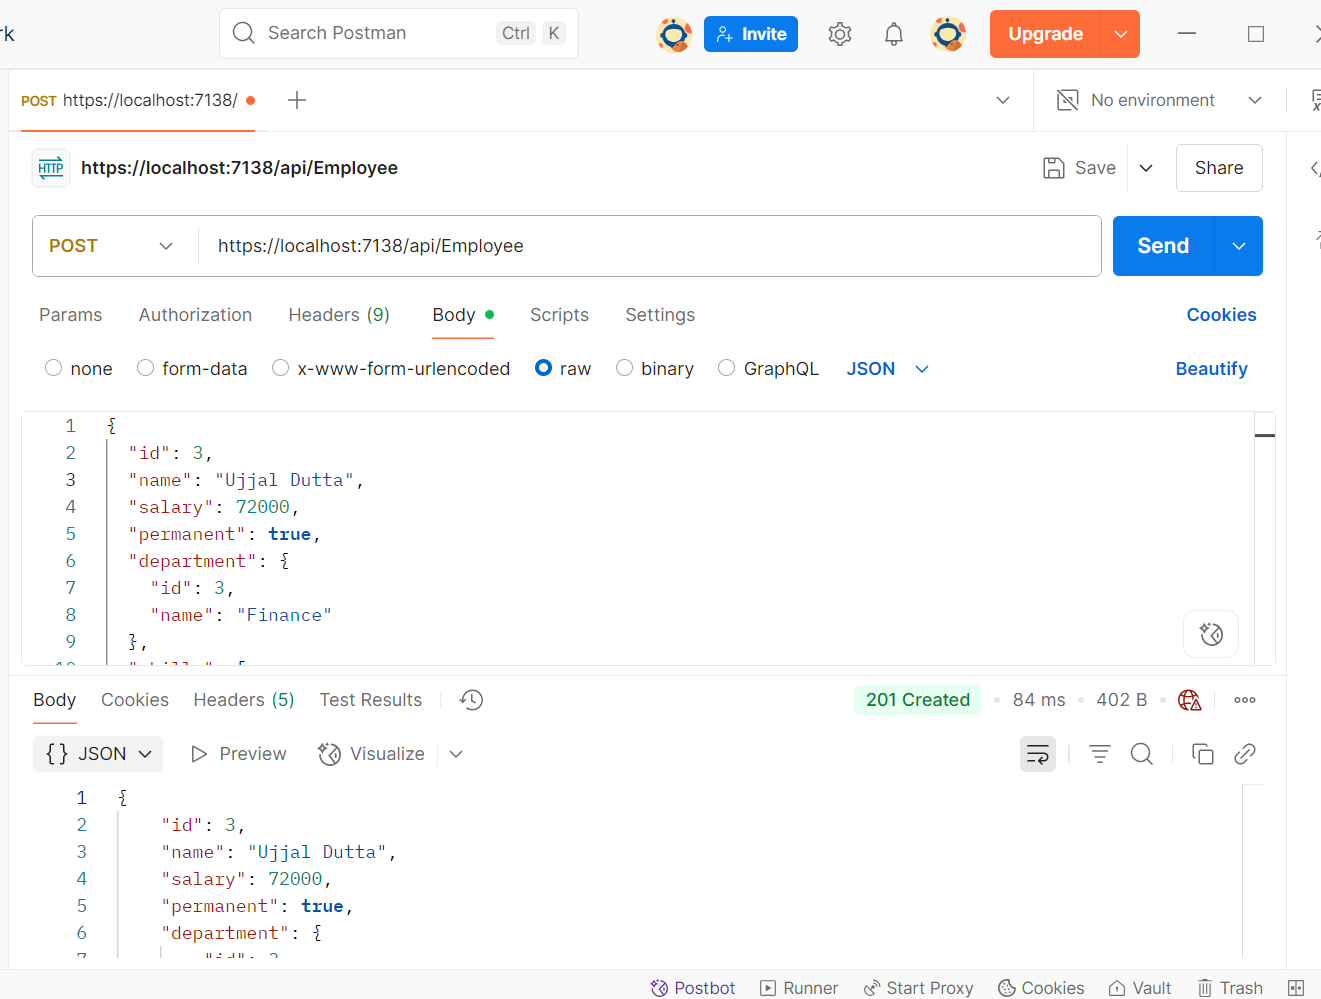 rk
Search Postman Ctrl K
Invite
Upgrade
POST https://localhost:7138/
No environment
HTTP https://localhost:7138/api/Employee
Save
Share
POST
https://localhost:7138/api/Employee
Send
Params Authorization Headers (9) Body Scripts Settings Cookies
none form-data x-www-form-urlencoded raw binary GraphQL JSON Beautify
1 {
2 "id": 3,
3 "name": "Ujjal Dutta",
4 "salary": 72000,
5 "permanent": true,
6 "department": {
7 "id": 3,
8 "name": "Finance"
9 },
Body Cookies Headers (5) Test Results 201 Created 84 ms 402 B
{} JSON Preview Visualize
1 {
2 "id": 3,
3 "name": "Ujjal Dutta",
4 "salary": 72000,
5 "permanent": true,
6 "department": {
7 "id": 3
Postbot Runner Start Proxy Cookies Vault Trash